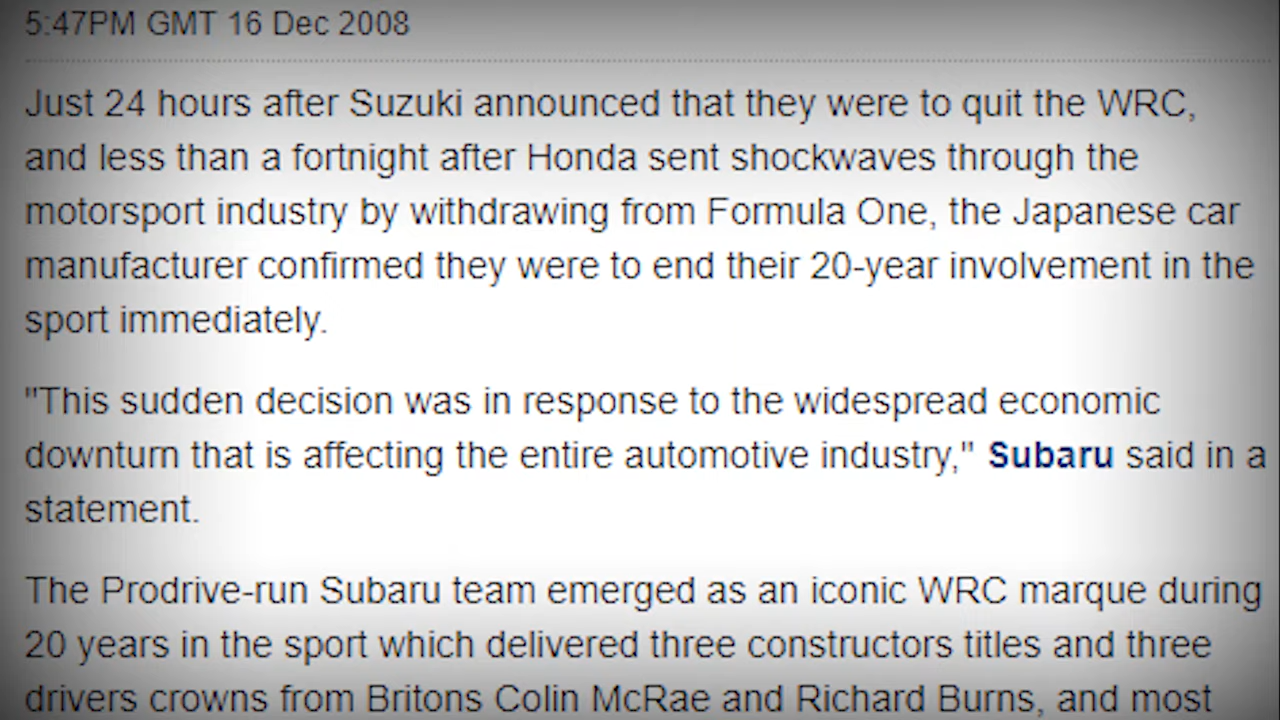 5:47PM GMT 16 Dec 2008
Just 24 hours after Suzuki announced that they were to quit the WRC,
and less than a fortnight after Honda sent shockwaves through the
motorsport industry by withdrawing from Formula One, the Japanese car
manufacturer confirmed they were to end their 20-year involvement in the
sport immediately.
"This sudden decision was in response to the widespread economic
downturn that is affecting the entire automotive industry," Subaru said in a
statement.
The Prodrive-run Subaru team emerged as an iconic WRC marque during
20 years in the sport which delivered three constructors titles and three
drivers crowns from Britons Colin McRae and Richard Burns, and most